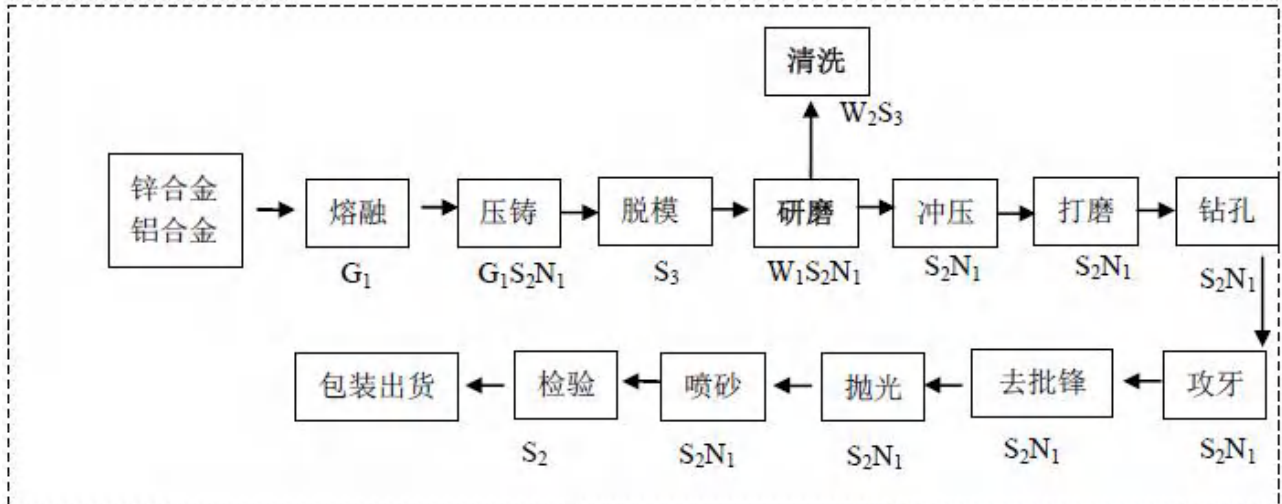 清洗
W₂S₃
锌合金
铝合金
熔融
压铸
脱模
研磨
冲压
打磨
钻孔
G₁
G₁S₂N₁
S₃
W₁S₂N₁
S₂N₁
S₂N₁
S₂N₁
包装出货
检验
喷砂
抛光
去批锋
攻牙
S₂
S₂N₁
S₂N₁
S₂N₁
S₂N₁